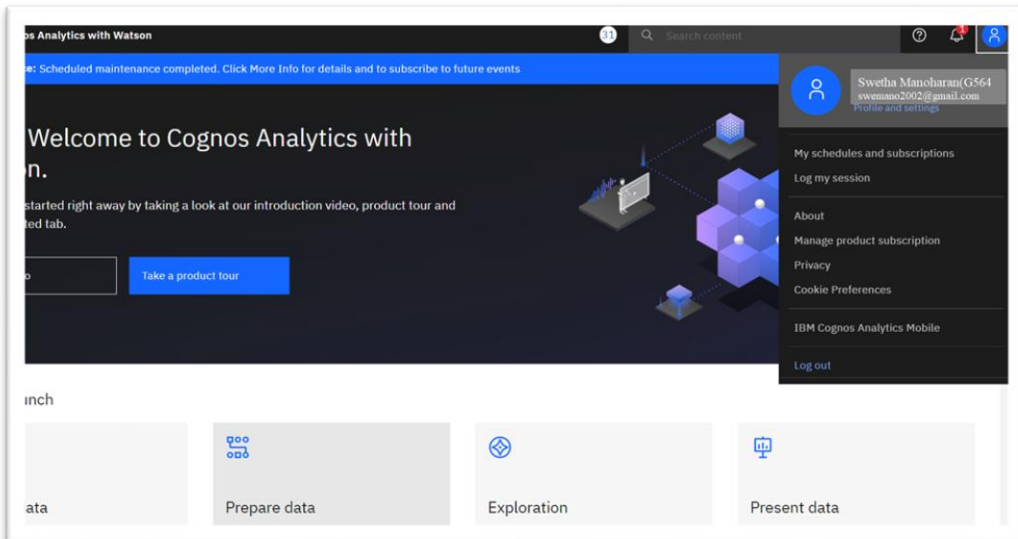 os Analytics with Watson
31
Search content
1
e: Scheduled maintenance completed. Click More Info for details and to subscribe to future events
Swetha Manoharan(G564
swemano2002@gmail.com
Profile and settings
Welcome to Cognos Analytics with
n.
started right away by taking a look at our introduction video, product tour and
ted tab.
o
Take a product tour
My schedules and subscriptions
Log my session
About
Manage product subscription
Privacy
Cookie Preferences
IBM Cognos Analytics Mobile
Log out
unch
ata
Prepare data
Exploration
Present data